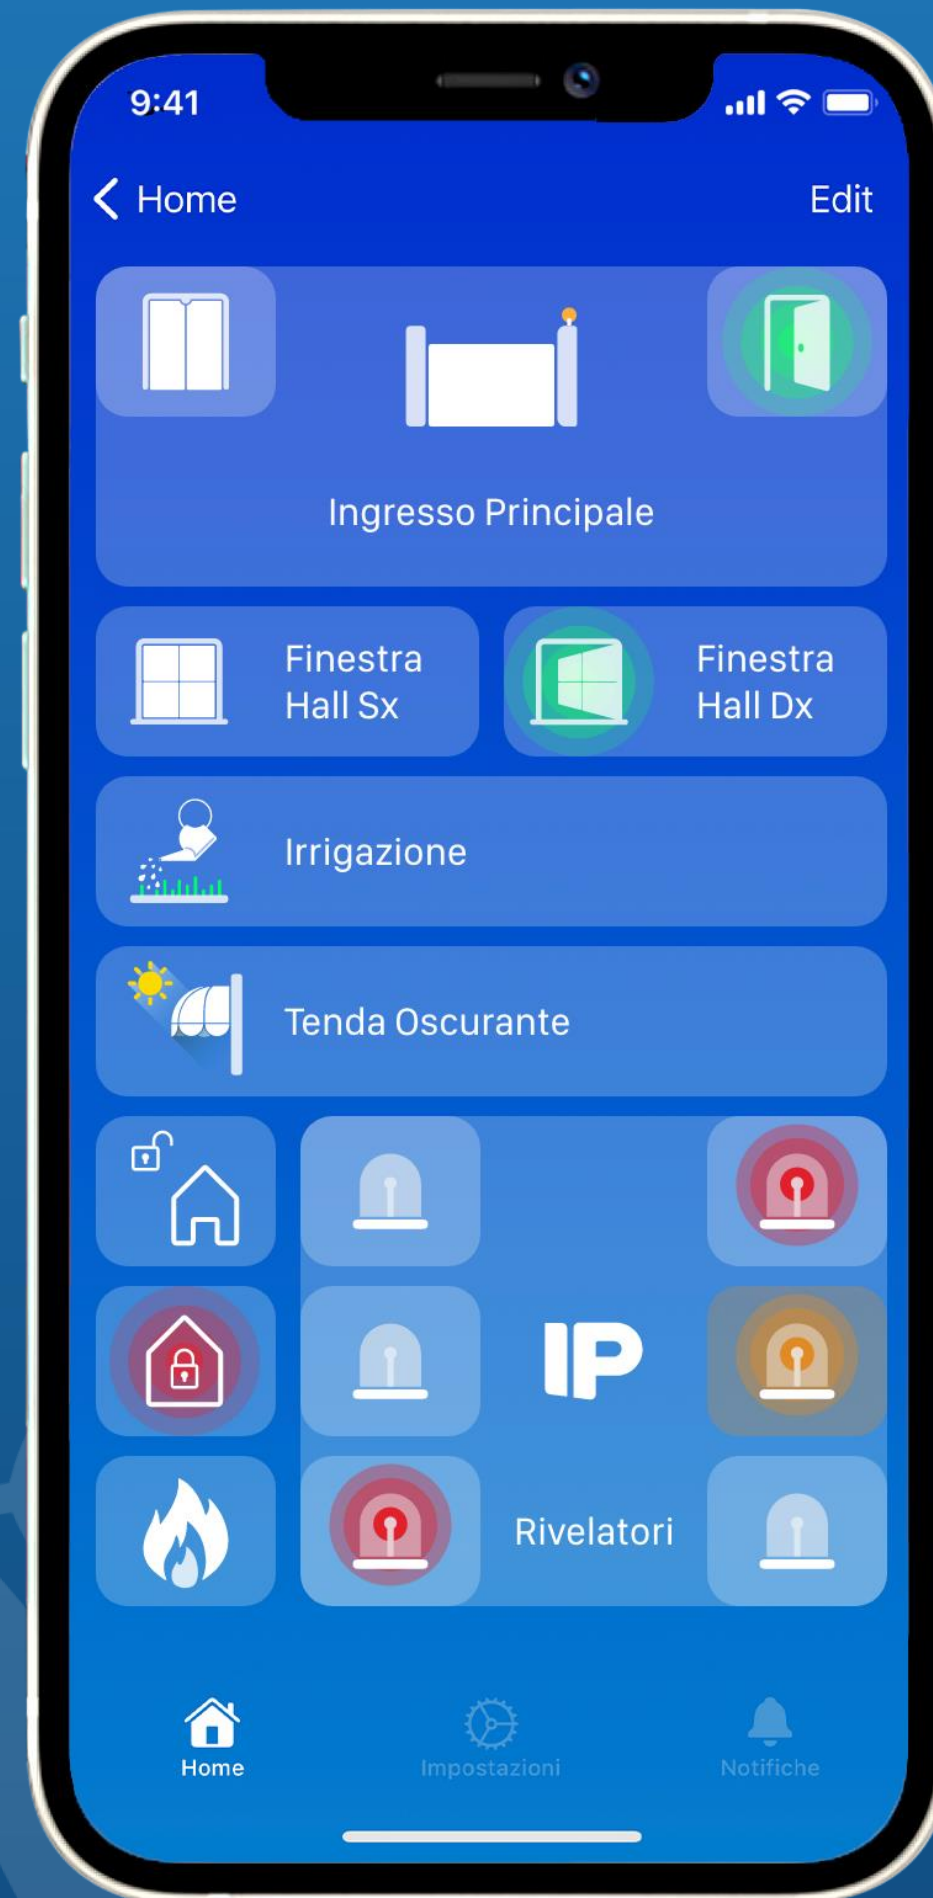 9:41
Home
Edit
Ingresso Principale
Finestra
Hall Sx
Finestra
Hall Dx
Irrigazione
Tenda Oscurante
IP
Rivelatori
Home
Impostazioni
Notifiche